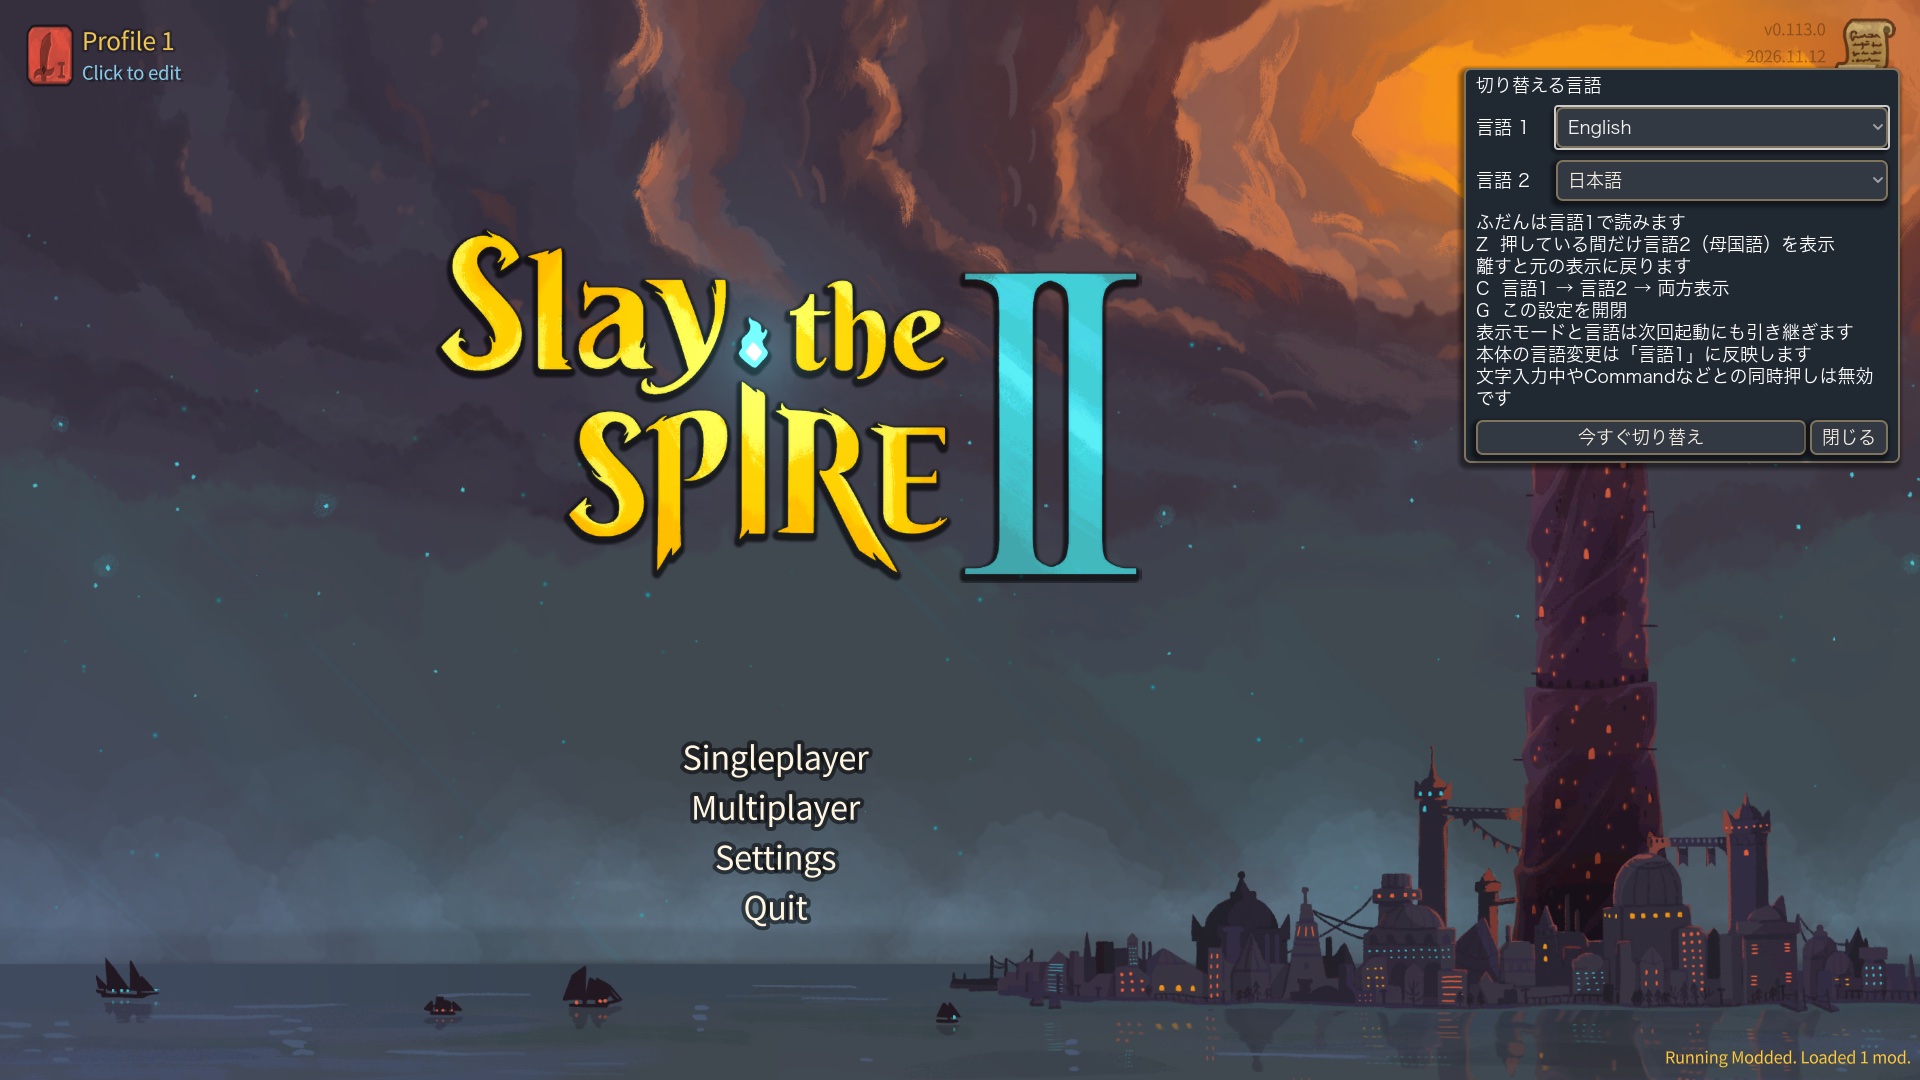 Profile 1
Click to edit
v0.113.0
2026.11.12
切り替える言語
言語 1 English
言語 2 日本語
ふだんは言語1で読みます
Z 押している間だけ言語2（母国語）を表示
離すと元の表示に戻ります
C 言語1 → 言語2 → 両方表示
G この設定を開閉
表示モードと言語は次回起動にも引き継ぎます
本体の言語変更は「言語1」に反映します
文字入力中やCommandなどとの同時押しは無効
です
今すぐ切り替え 閉じる
Slay the
SPIRE II
Singleplayer
Multiplayer
Settings
Quit
Running Modded. Loaded 1 mod.